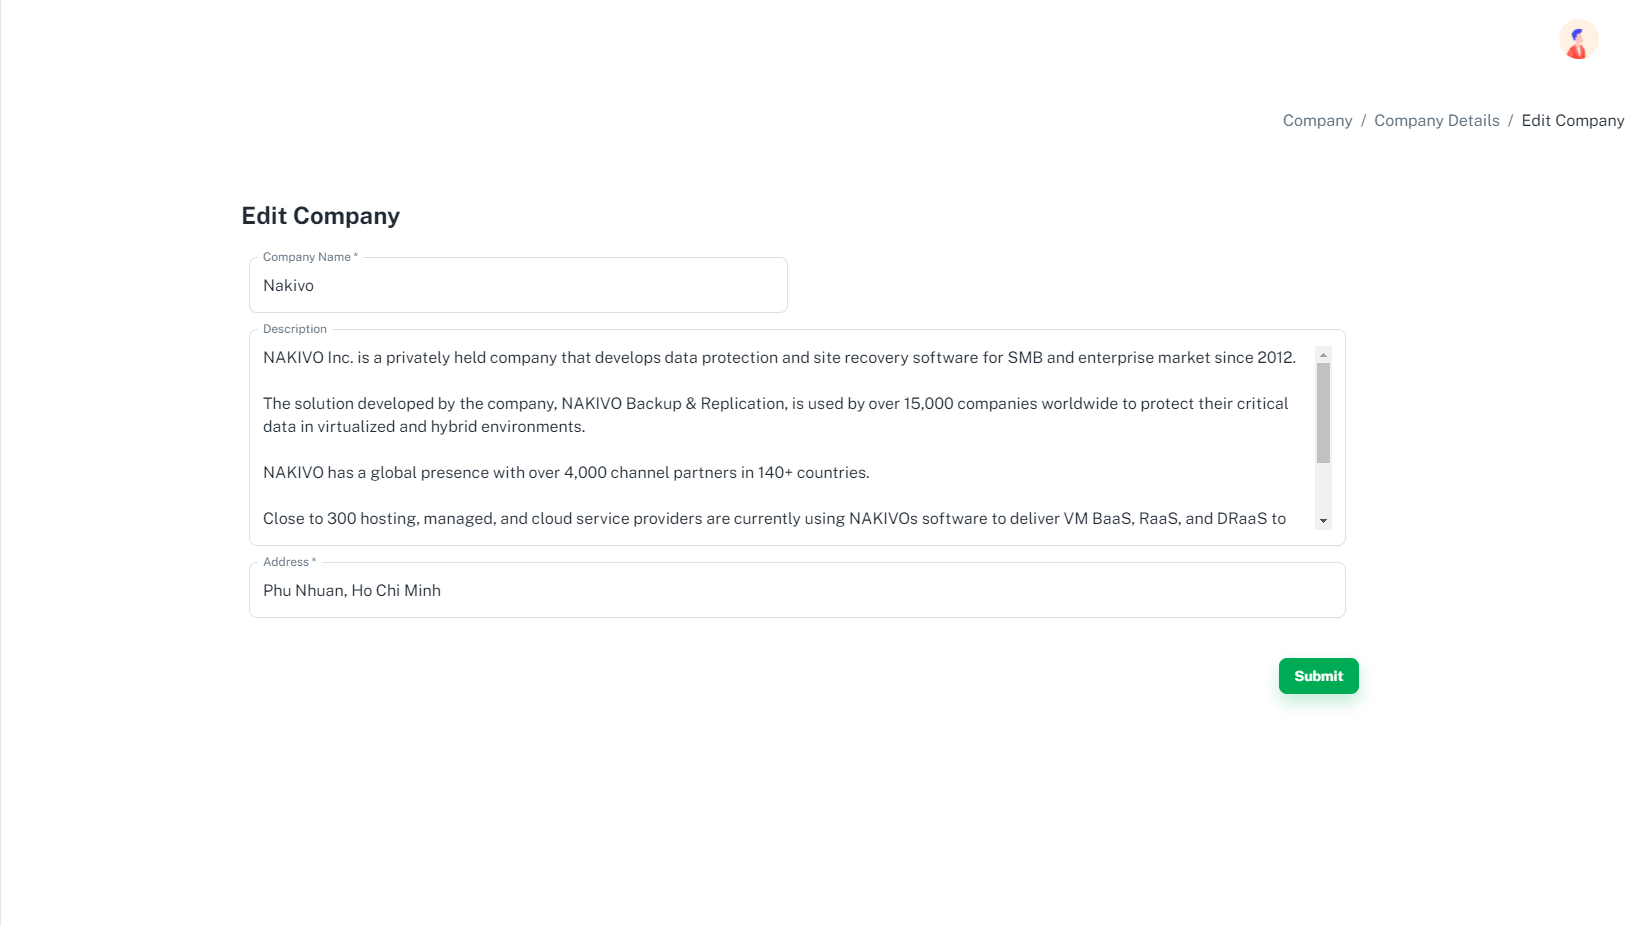 Company / Company Details / Edit Company
Edit Company
Company Name *
Nakivo
Description
NAKIVO Inc. is a privately held company that develops data protection and site recovery software for SMB and enterprise market since 2012.
The solution developed by the company, NAKIVO Backup & Replication, is used by over 15,000 companies worldwide to protect their critical
data in virtualized and hybrid environments.
NAKIVO has a global presence with over 4,000 channel partners in 140+ countries.
Close to 300 hosting, managed, and cloud service providers are currently using NAKIVOs software to deliver VM BaaS, RaaS, and DRaaS to
Address *
Phu Nhuan, Ho Chi Minh
Submit